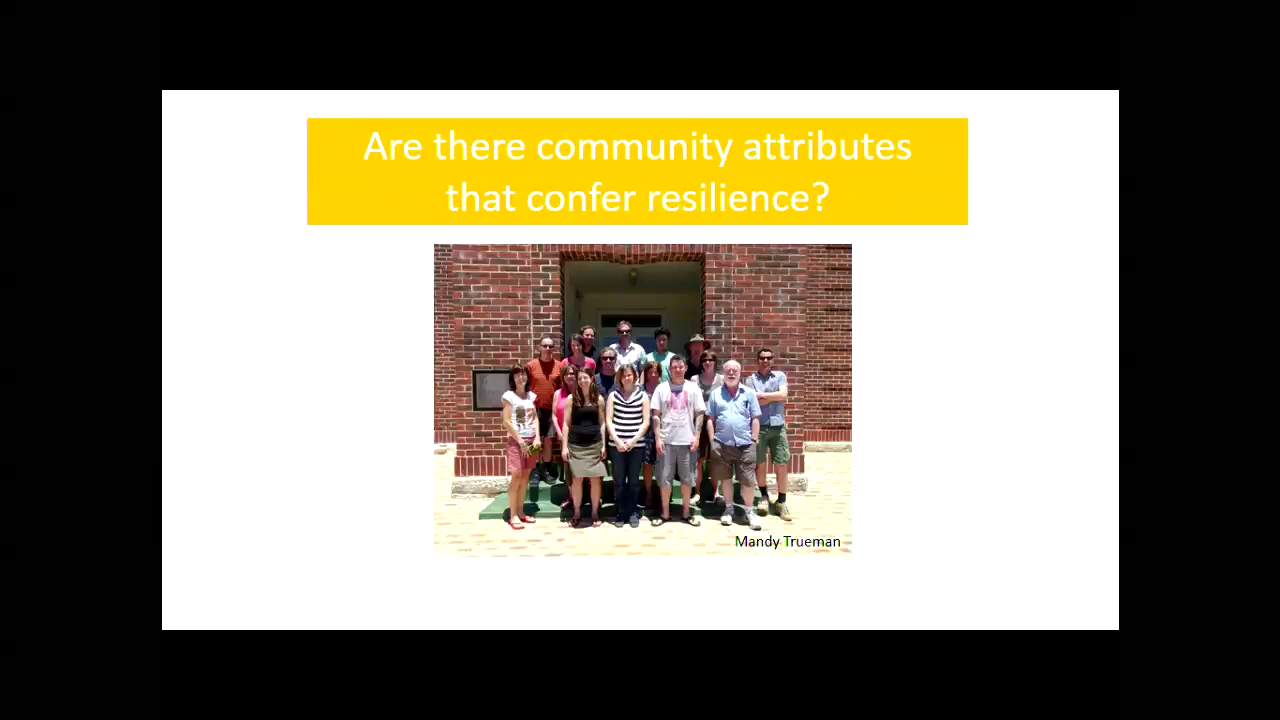 Are there community attributes
that confer resilience?
Mandy Trueman